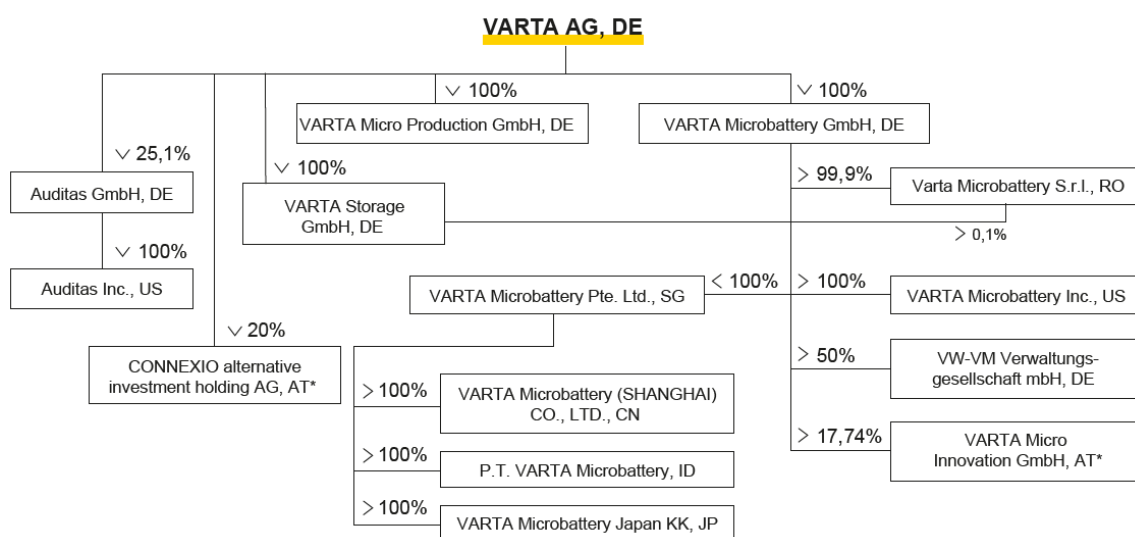 VARTA AG, DE
100%
VARTA Micro Production GmbH, DE
100%
VARTA Microbattery GmbH, DE
25,1%
Auditas GmbH, DE
100%
Auditas Inc., US
100%
VARTA Storage
GmbH, DE
20%
CONNEXIO alternative
investment holding AG, AT*
> 99,9%
Varta Microbattery S.r.l., RO
> 0,1%
< 100%
VARTA Microbattery Pte. Ltd., SG
> 100%
VARTA Microbattery Inc., US
> 50%
VW-VM Verwaltungs-
gesellschaft mbH, DE
> 17,74%
VARTA Micro
Innovation GmbH, AT*
> 100%
VARTA Microbattery (SHANGHAI)
CO., LTD., CN
> 100%
P.T. VARTA Microbattery, ID
> 100%
VARTA Microbattery Japan KK, JP